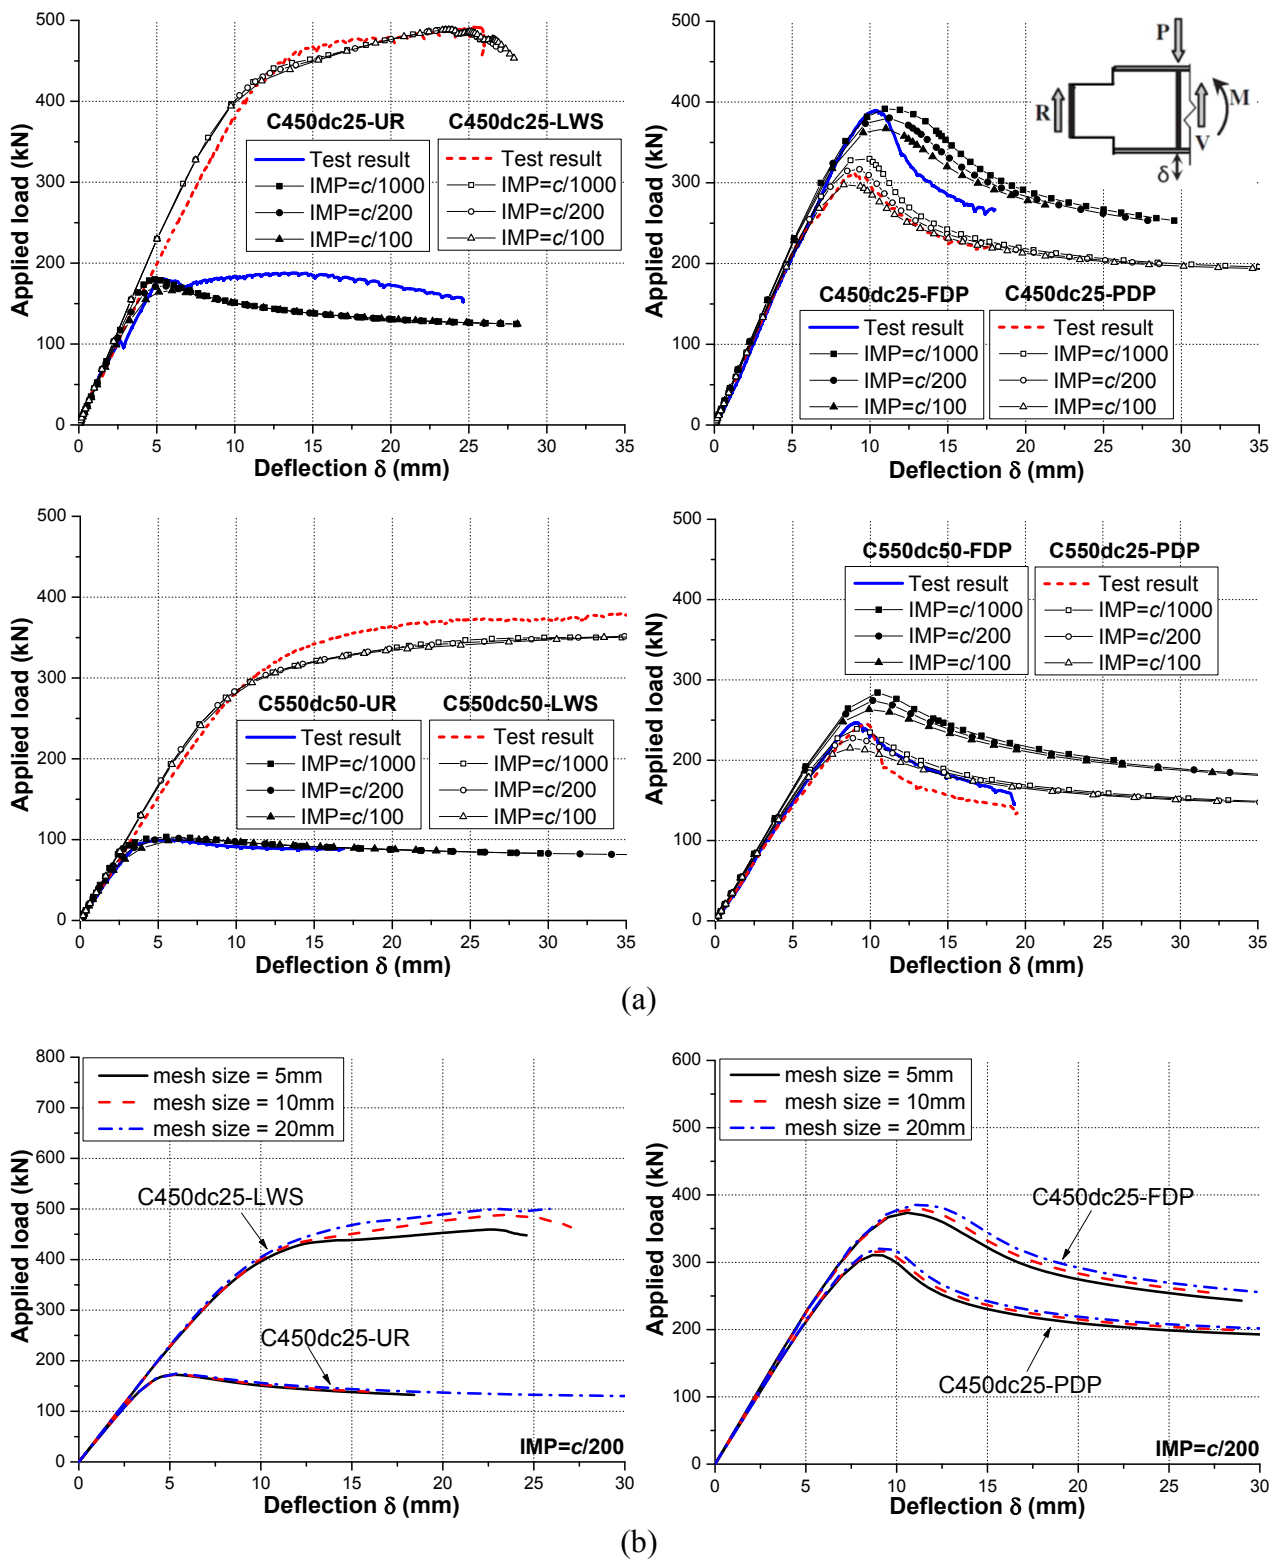 500
400
300
200
100
0
Applied load (kN)
C450dc25-UR
Test result
IMP=c/1000
IMP=c/200
IMP=c/100
C450dc25-LWS
Test result
IMP=c/1000
IMP=c/200
IMP=c/100
0 5 10 15 20 25 30 35
Deflection δ (mm)
500
400
300
200
100
0
Applied load (kN)
P
R
M
V
δ
C450dc25-FDP
Test result
IMP=c/1000
IMP=c/200
IMP=c/100
C450dc25-PDP
Test result
IMP=c/1000
IMP=c/200
IMP=c/100
0 5 10 15 20 25 30 35
Deflection δ (mm)
500
400
300
200
100
0
Applied load (kN)
C550dc50-UR
Test result
IMP=c/1000
IMP=c/200
IMP=c/100
C550dc50-LWS
Test result
IMP=c/1000
IMP=c/200
IMP=c/100
0 5 10 15 20 25 30 35
Deflection δ (mm)
500
400
300
200
100
0
Applied load (kN)
C550dc50-FDP
Test result
IMP=c/1000
IMP=c/200
IMP=c/100
C550dc25-PDP
Test result
IMP=c/1000
IMP=c/200
IMP=c/100
0 5 10 15 20 25 30 35
Deflection δ (mm)
(a)
800
700
600
500
400
300
200
100
0
Applied load (kN)
mesh size = 5mm
mesh size = 10mm
mesh size = 20mm
C450dc25-LWS
C450dc25-UR
IMP=c/200
0 5 10 15 20 25 30
Deflection δ (mm)
600
500
400
300
200
100
0
Applied load (kN)
mesh size = 5mm
mesh size = 10mm
mesh size = 20mm
C450dc25-FDP
C450dc25-PDP
IMP=c/200
0 5 10 15 20 25 30
Deflection δ (mm)
(b)